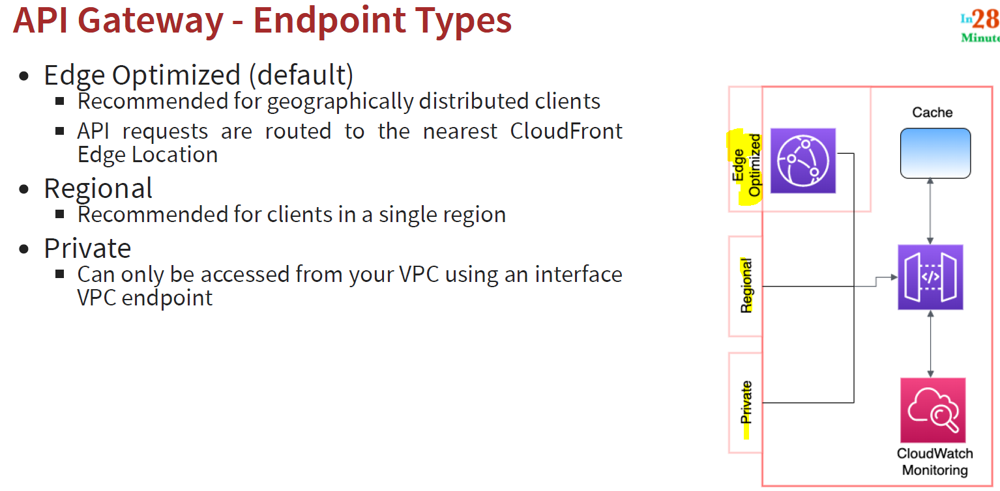 API Gateway - Endpoint Types
In28
Minute
• Edge Optimized (default)
▪ Recommended for geographically distributed clients
▪ API requests are routed to the nearest CloudFront
Edge Location
• Regional
▪ Recommended for clients in a single region
• Private
▪ Can only be accessed from your VPC using an interface
VPC endpoint
Edge
Optimized
Regional
Private
Cache
</>
CloudWatch
Monitoring